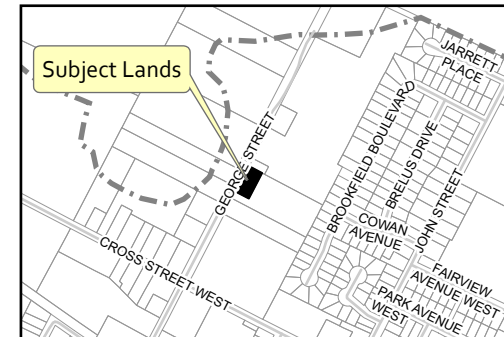 Subject Lands
JARRETT
PLACE
GEORGE STREET
BROOKFIELD BOULEVARD
BRELUS DRIVE
JOHN STREET
COWAN
AVENUE
CROSS STREET WEST
FAIRVIEW
AVENUE WEST
PARK AVENUE
WEST